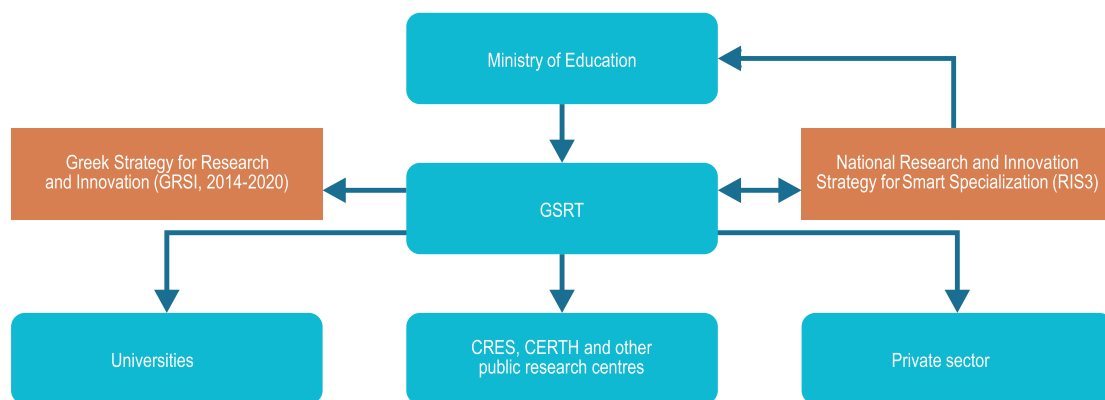 Ministry of Education
Greek Strategy for Research
and Innovation (GRSI, 2014-2020)
National Research and Innovation
Strategy for Smart Specialization (RIS3)
GSRT
Universities
CRES, CERTH and other
public research centres
Private sector